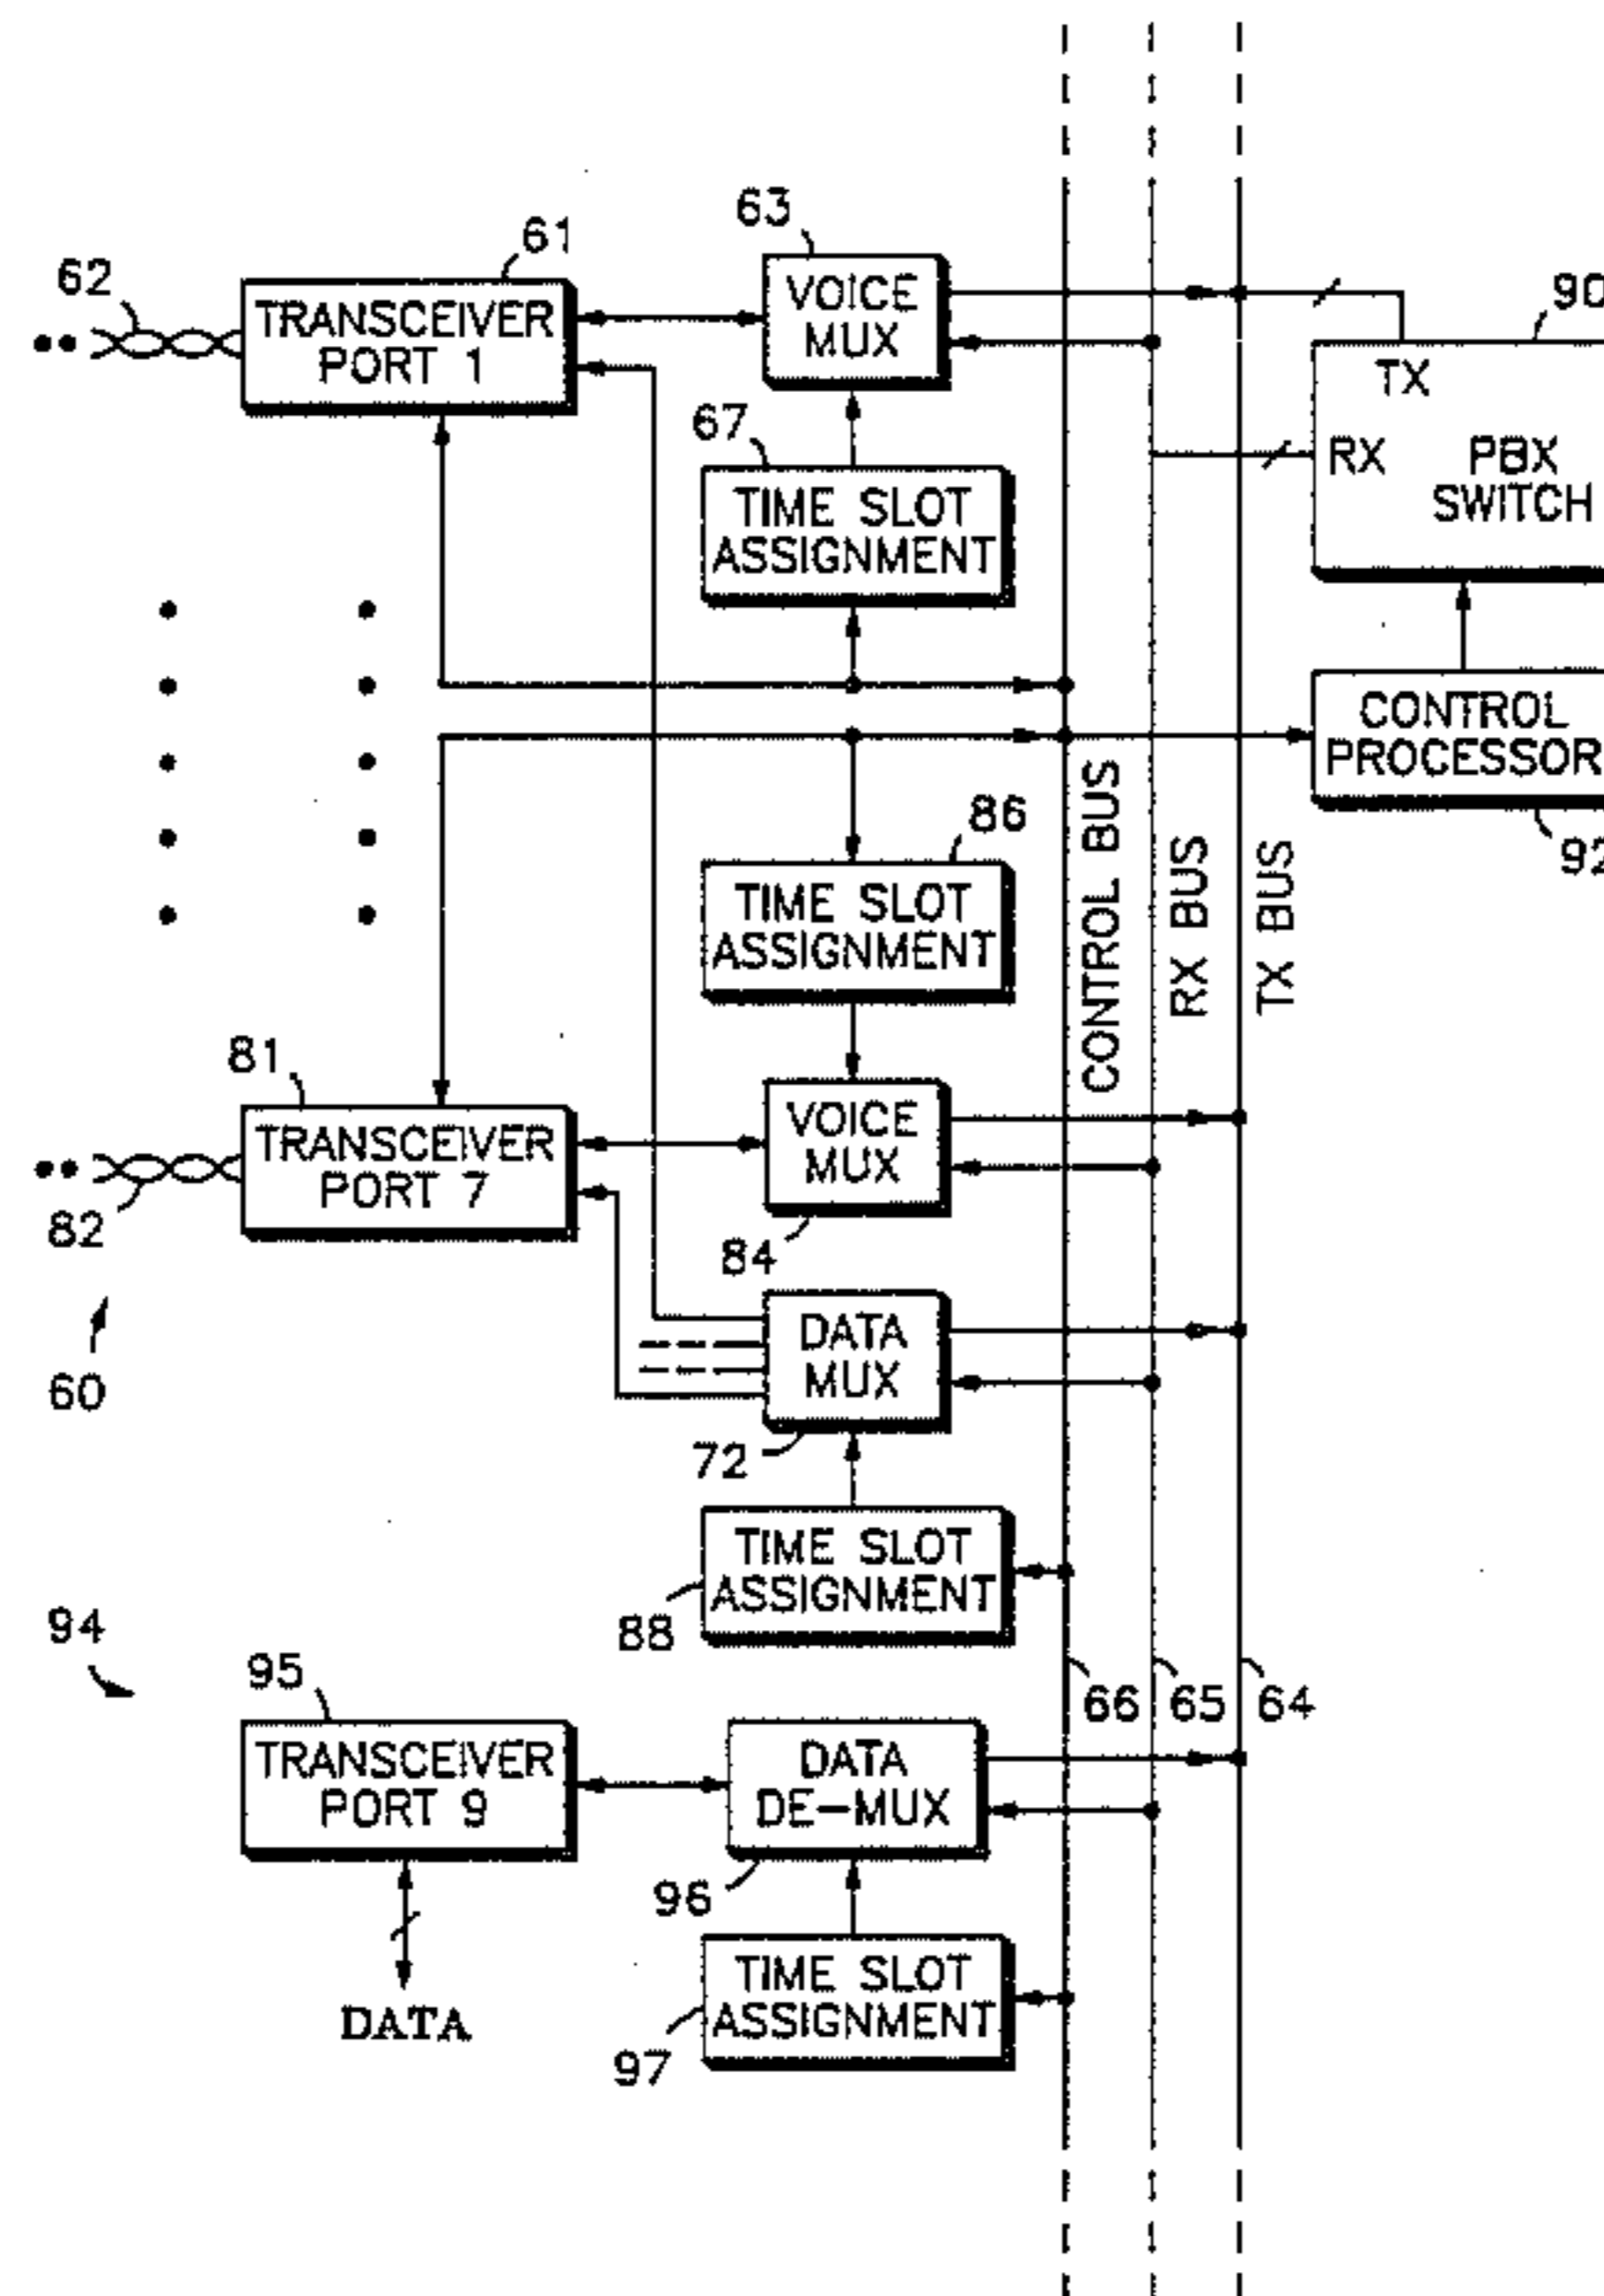 61
63
62
TRANSCEIVER
PORT 1
VOICE
MUX
90
TX
RX
PBX
SWITCH
67
TIME SLOT
ASSIGNMENT
CONTROL
PROCESSOR
92
86
TIME SLOT
ASSIGNMENT
CONTROL BUS
RX BUS
TX BUS
81
TRANSCEIVER
PORT 7
82
VOICE
MUX
84
60
DATA
MUX
72
TIME SLOT
ASSIGNMENT
88
94
95
66
65
64
TRANSCEIVER
PORT 9
DATA
DE-MUX
96
TIME SLOT
ASSIGNMENT
97
DATA